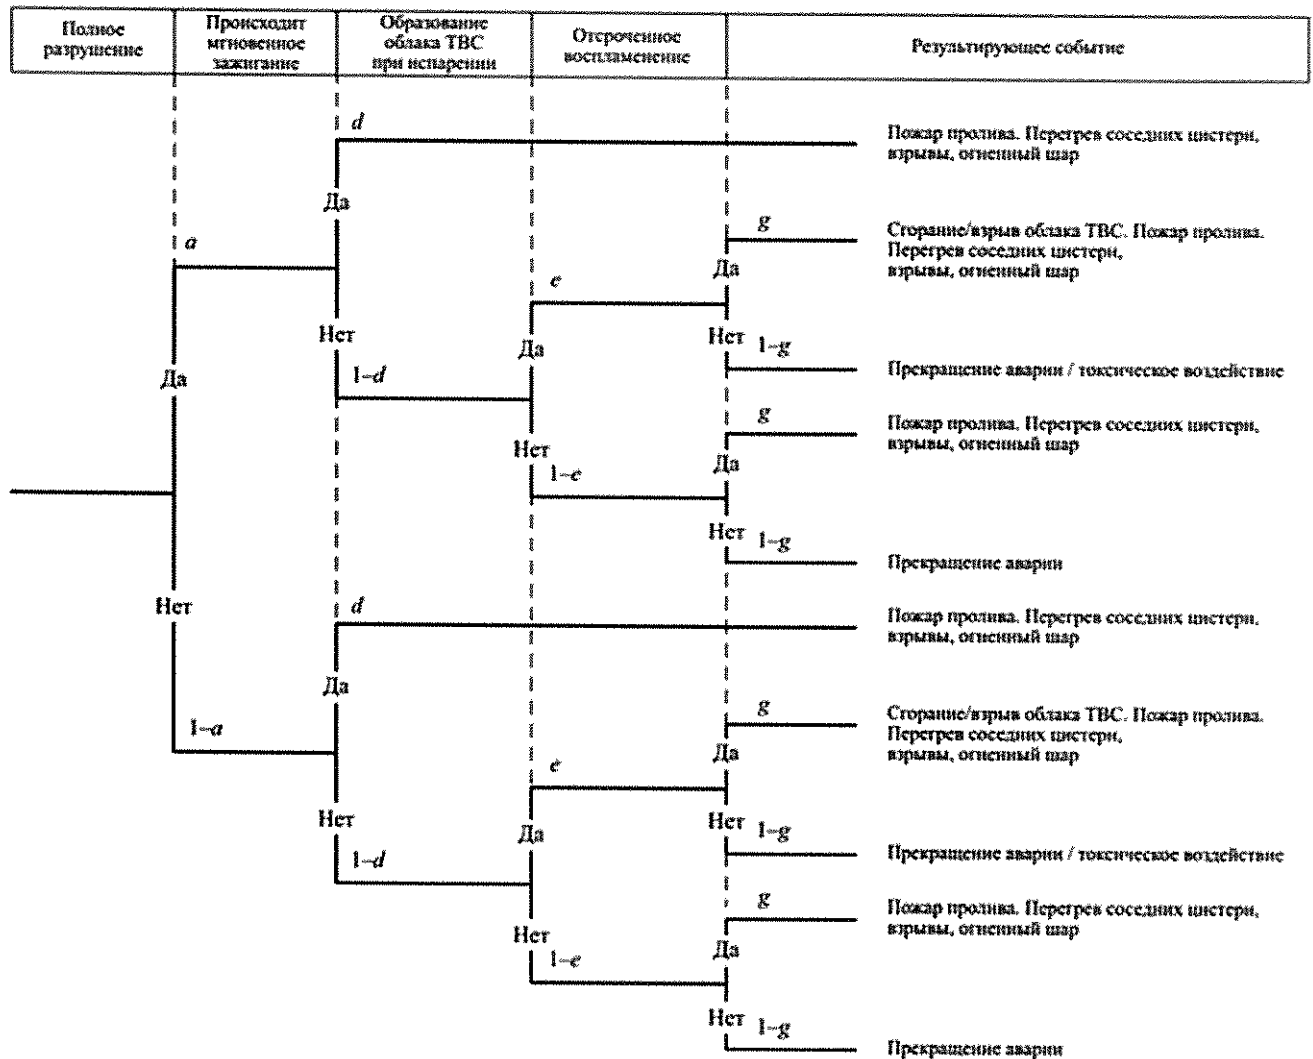 Полное
разрушение
Происходит
мгновенное
зажигание
Образование
облака ТВС
при испарении
Отсроченное
воспламенение
Результирующее событие
d
Пожар пролива. Перегрев соседних цистерн,
взрывы, огненный шар
Да
a
g
Сгорание/взрыв облака ТВС. Пожар пролива.
Перегрев соседних цистерн,
взрывы, огненный шар
Да
e
Нет
Да
Нет
1–g
Прекращение аварии / токсическое воздействие
Да
1–d
g
Пожар пролива. Перегрев соседних цистерн,
взрывы, огненный шар
Нет
1–e
Да
Нет
1–g
Прекращение аварии
Нет
d
Пожар пролива. Перегрев соседних цистерн,
взрывы, огненный шар
Да
1–a
g
Сгорание/взрыв облака ТВС. Пожар пролива.
Перегрев соседних цистерн,
взрывы, огненный шар
Да
e
Нет
Да
Нет
1–g
Прекращение аварии / токсическое воздействие
1–d
g
Пожар пролива. Перегрев соседних цистерн,
взрывы, огненный шар
Нет
1–e
Да
Нет
1–g
Прекращение аварии